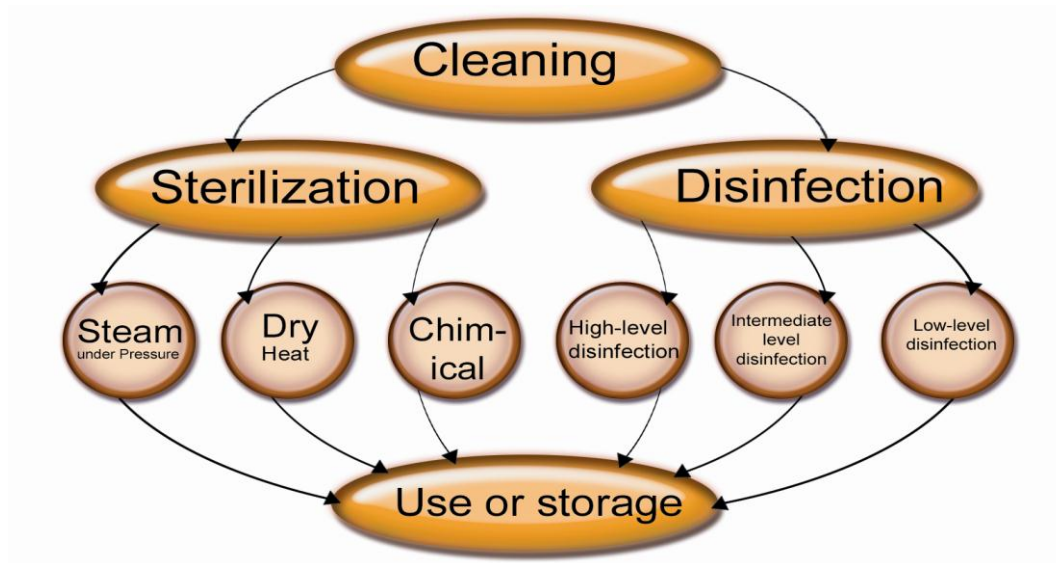 Cleaning
Sterilization
Disinfection
Steam
under Pressure
Dry
Heat
Chim-
ical
High-level
disinfection
Intermediate
level
disinfection
Low-level
disinfection
Use or storage